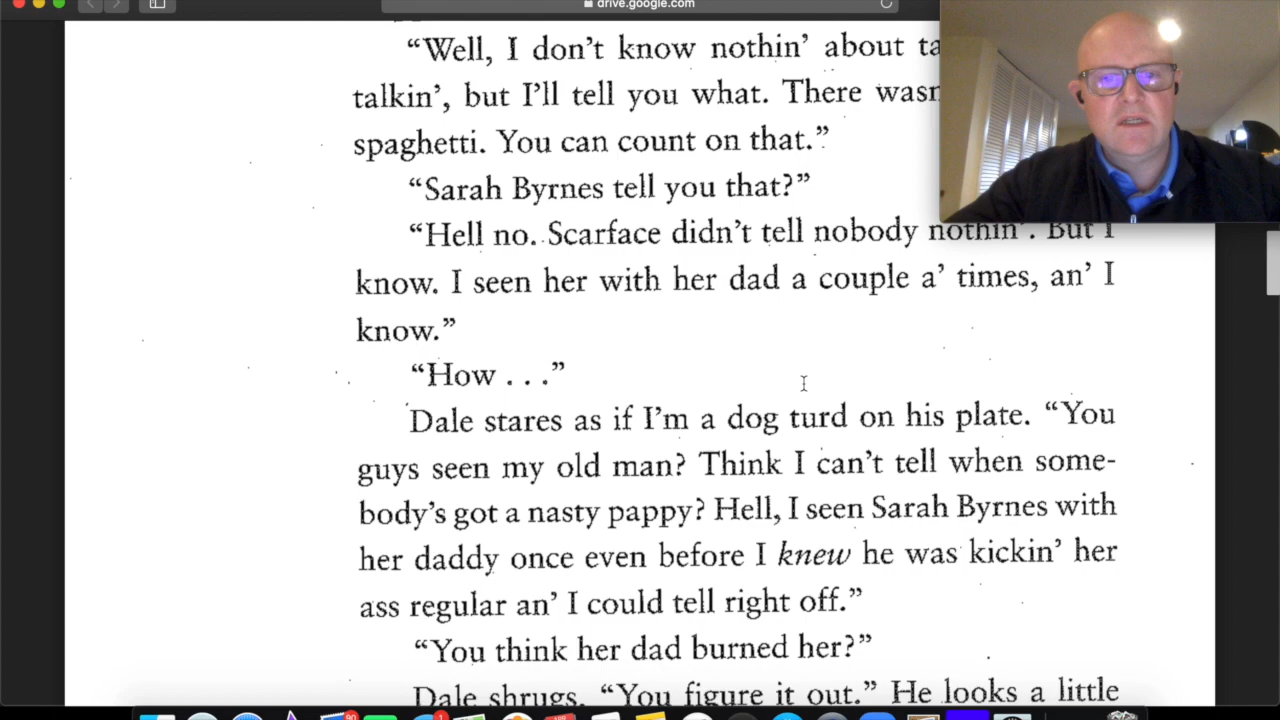 drive.google.com
“Well, I don’t know nothin’ about
talkin’, but I’ll tell you what. There
spaghetti. You can count on that.”
“Sarah Byrnes tell you that?”
“Hell no. Scarface didn’t tell nobody nothin’. But I
know. I seen her with her dad a couple a’ times, an’ I
know.”
“How . . .”
Dale stares as if I’m a dog turd on his plate. “You
guys seen my old man? Think I can’t tell when some-
body’s got a nasty pappy? Hell, I seen Sarah Byrnes with
her daddy once even before I knew he was kickin’ her
ass regular an’ I could tell right off.”
“You think her dad burned her?”
Dale shrugs. “You figure it out.” He looks a little